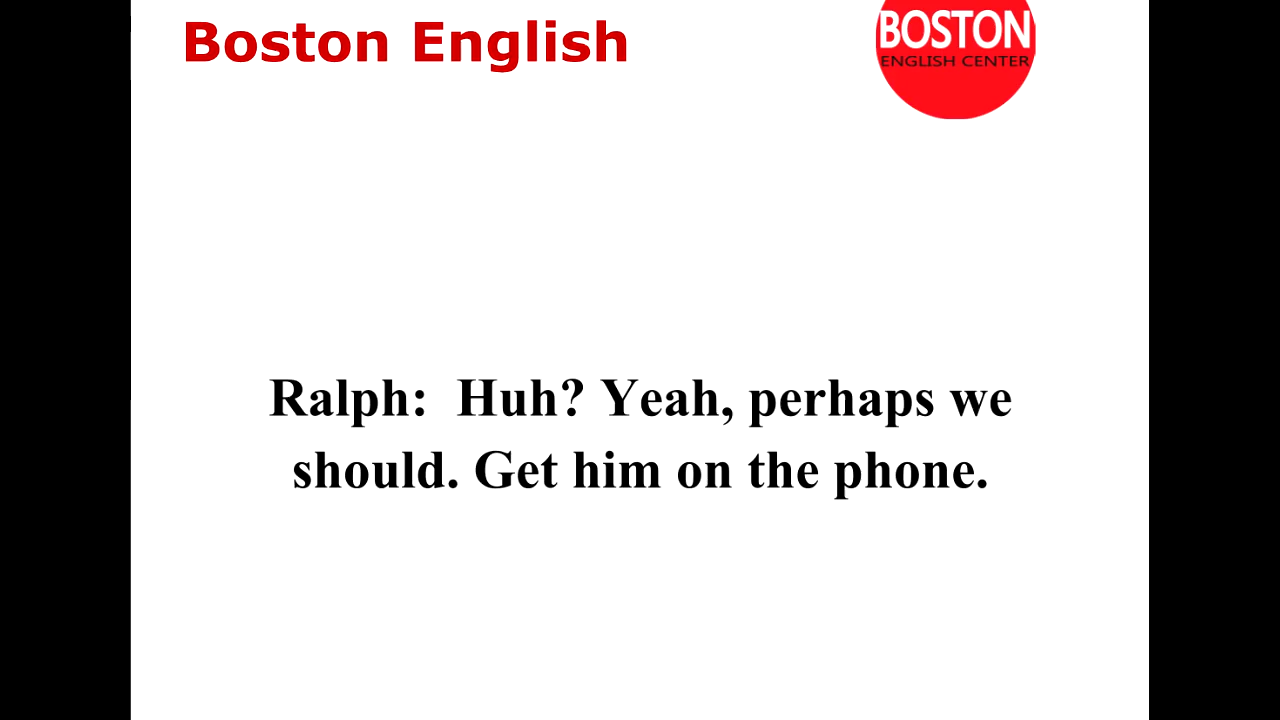 Boston English
BOSTON
ENGLISH CENTER
Ralph:  Huh? Yeah, perhaps we
should. Get him on the phone.